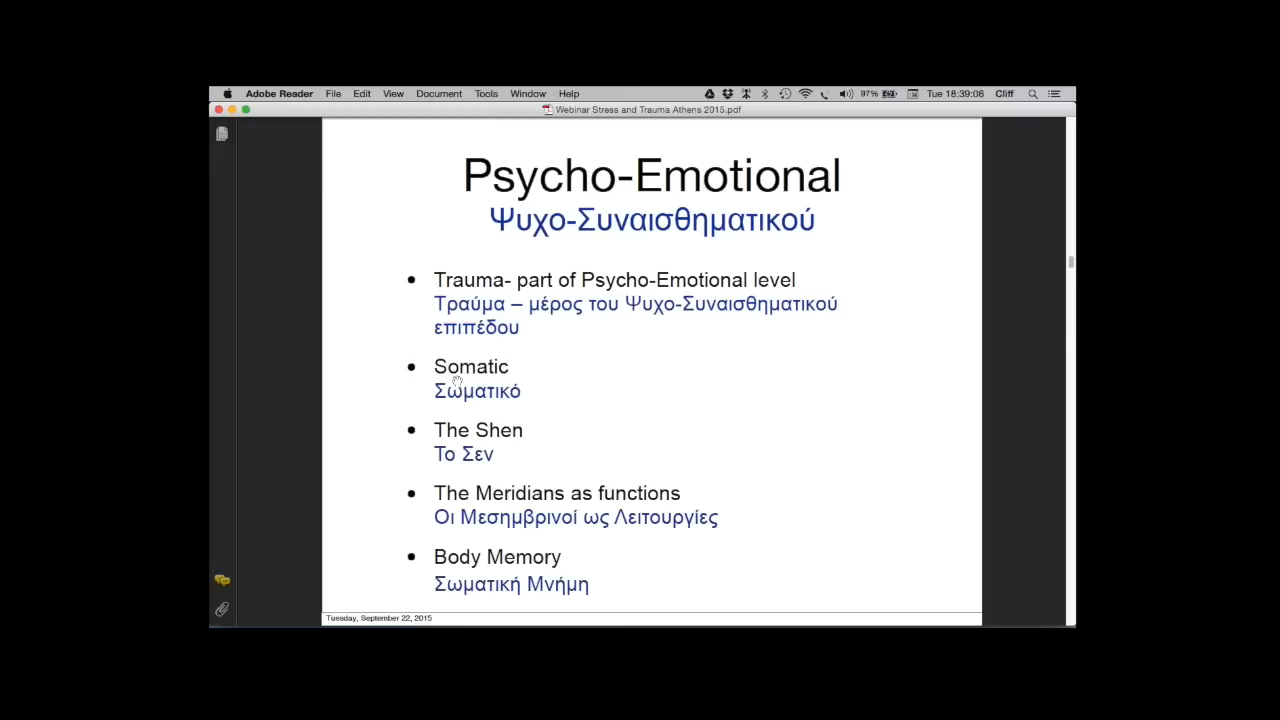 Adobe Reader File Edit View Document Tools Window Help 97% Tue 18:39:06 Cliff
Webinar Stress and Trauma Athens 2015.pdf
Psycho-Emotional
Ψυχο-Συναισθηματικού
• Trauma- part of Psycho-Emotional level
Τραύμα – μέρος του Ψυχο-Συναισθηματικού
επιπέδου
• Somatic
Σωματικό
• The Shen
Το Σεν
• The Meridians as functions
Οι Μεσημβρινοί ως Λειτουργίες
• Body Memory
Σωματική Μνήμη
Tuesday, September 22, 2015